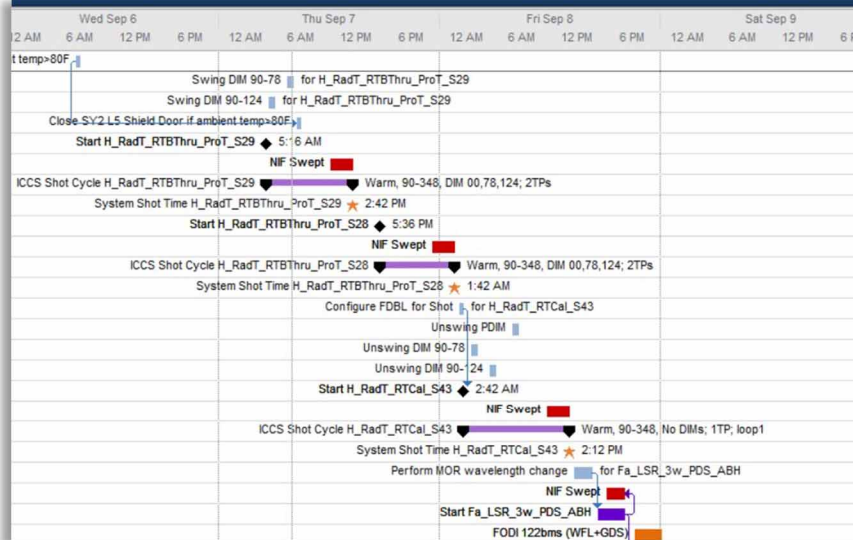 Wed Sep 6 Thu Sep 7 Fri Sep 8 Sat Sep 9
12 AM 6 AM 12 PM 6 PM 12 AM 6 AM 12 PM 6 PM 12 AM 6 AM 12 PM 6 PM 12 AM 6 AM 12 PM 6
t temp>80F
Swing DIM 90-78 for H_RadT_RTBThru_ProT_S29
Swing DIM 90-124 for H_RadT_RTBThru_ProT_S29
Close SY2 L5 Shield Door if ambient temp>80F
Start H_RadT_RTBThru_ProT_S29 5:16 AM
NIF Swept
ICCS Shot Cycle H_RadT_RTBThru_ProT_S29 Warm, 90-348, DIM 00,78,124; 2TPs
System Shot Time H_RadT_RTBThru_ProT_S29 2:42 PM
Start H_RadT_RTBThru_ProT_S28 5:36 PM
NIF Swept
ICCS Shot Cycle H_RadT_RTBThru_ProT_S28 Warm, 90-348, DIM 00,78,124; 2TPs
System Shot Time H_RadT_RTBThru_ProT_S28 1:42 AM
Configure FDBL for Shot for H_RadT_RTCal_S43
Unswing PDIM
Unswing DIM 90-78
Unswing DIM 90-124
Start H_RadT_RTCal_S43 2:42 AM
NIF Swept
ICCS Shot Cycle H_RadT_RTCal_S43 Warm, 90-348, No DIMs; 1TP; loop1
System Shot Time H_RadT_RTCal_S43 2:12 PM
Perform MOR wavelength change for Fa_LSR_3w_PDS_ABH
NIF Swept
Start Fa_LSR_3w_PDS_ABH
FODI 122bms (WFL+GDS)